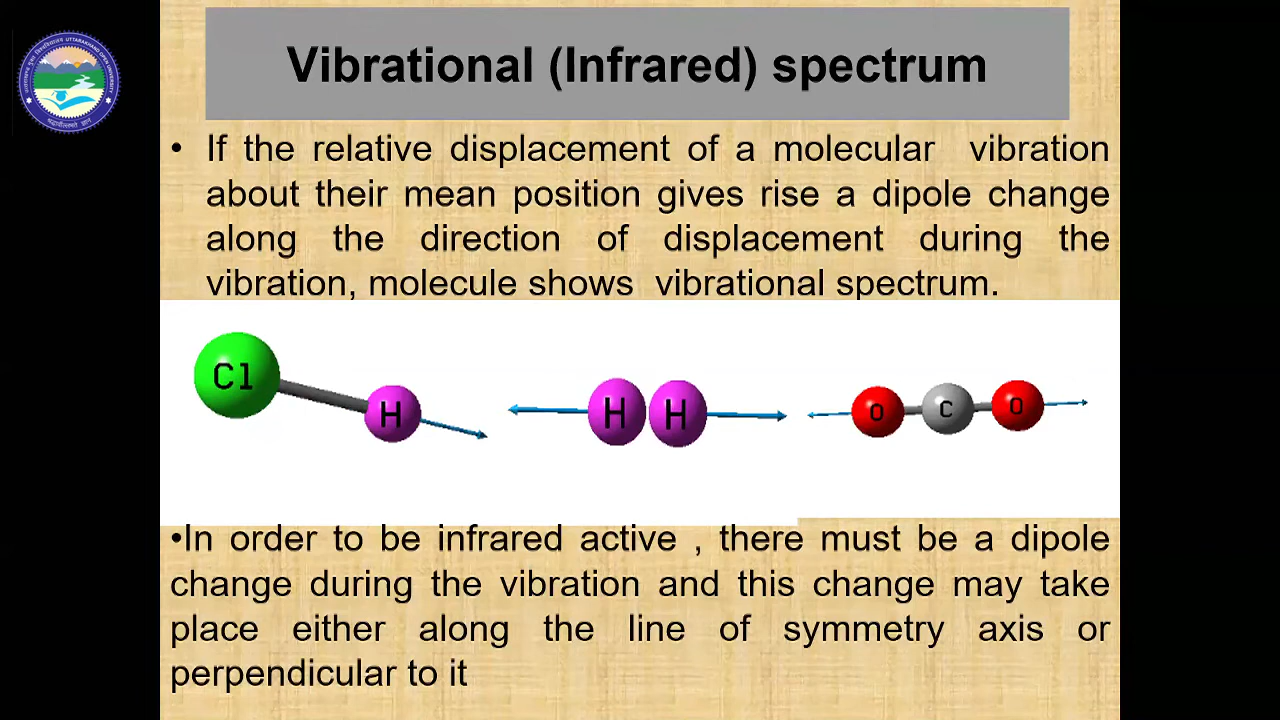 Vibrational (Infrared) spectrum
• If the relative displacement of a molecular vibration
about their mean position gives rise a dipole change
along the direction of displacement during the
vibration, molecule shows vibrational spectrum.
Cl H H H O C O
•In order to be infrared active , there must be a dipole
change during the vibration and this change may take
place either along the line of symmetry axis or
perpendicular to it